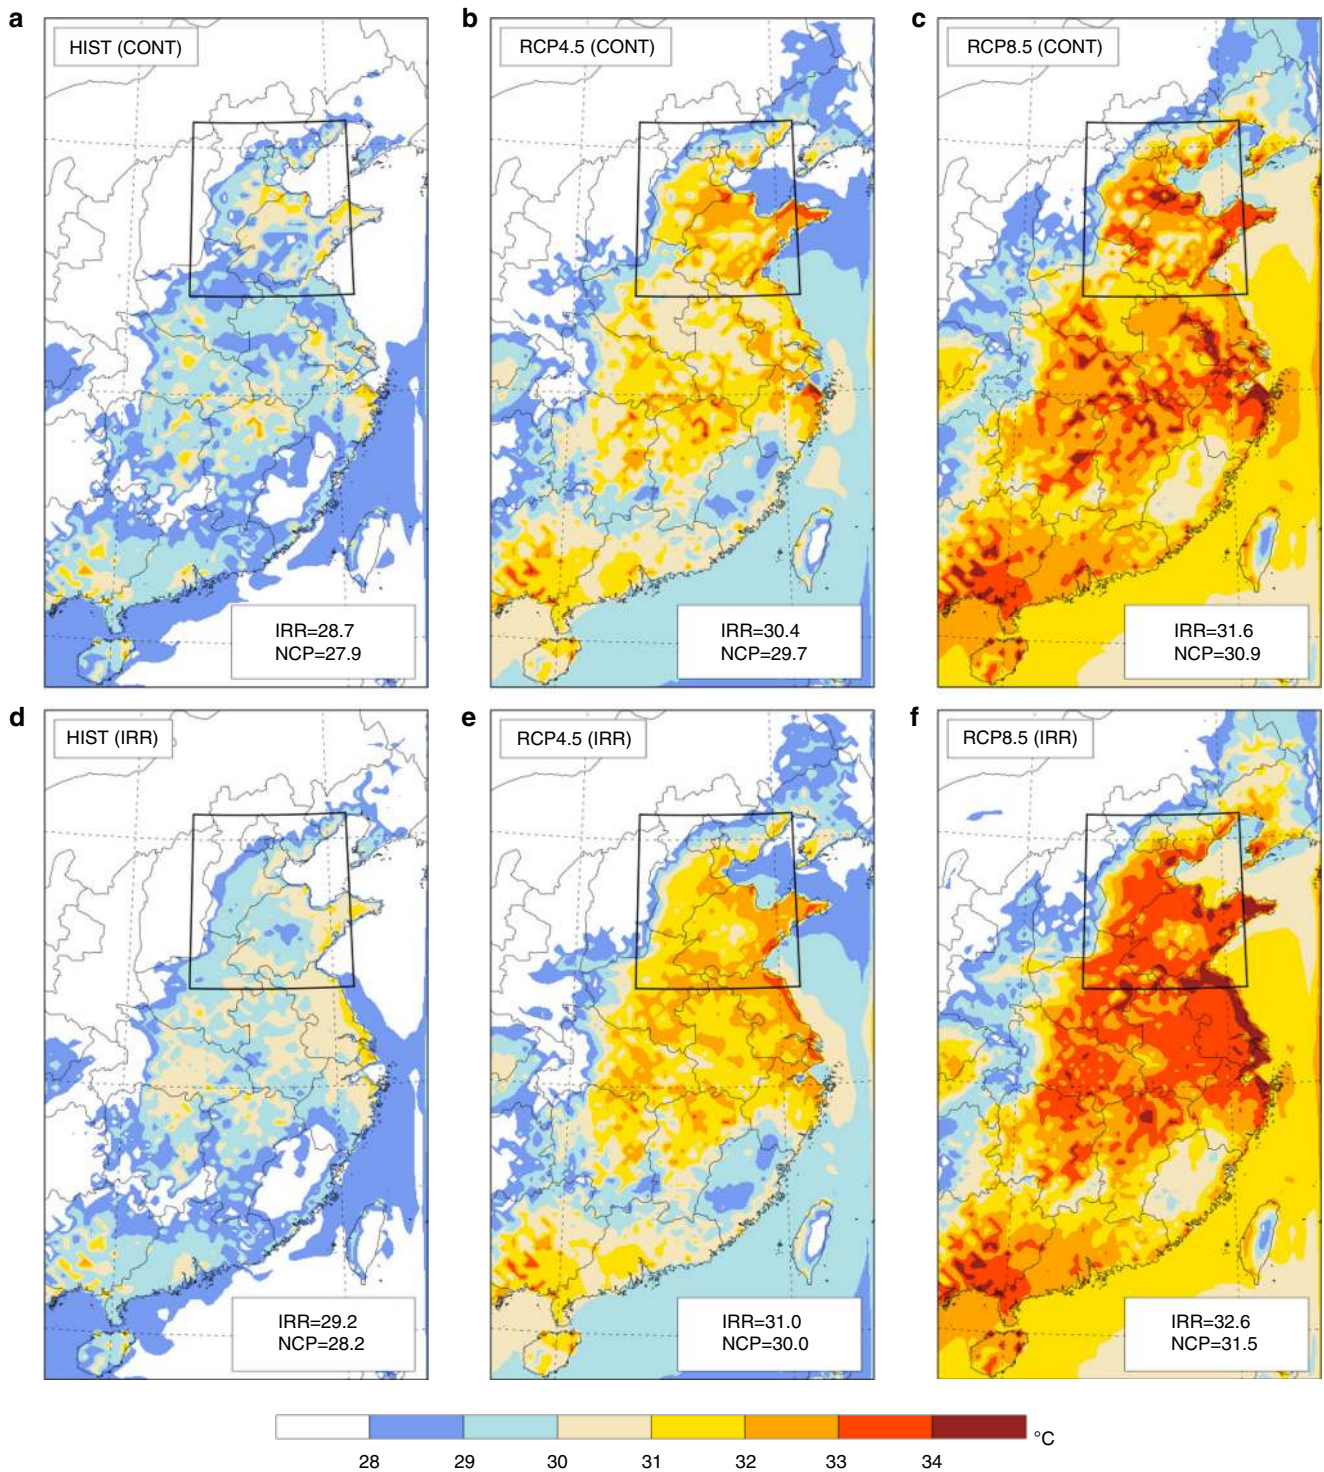 a
HIST (CONT)
IRR=28.7
NCP=27.9
b
RCP4.5 (CONT)
IRR=30.4
NCP=29.7
c
RCP8.5 (CONT)
IRR=31.6
NCP=30.9
d
HIST (IRR)
IRR=29.2
NCP=28.2
e
RCP4.5 (IRR)
IRR=31.0
NCP=30.0
f
RCP8.5 (IRR)
IRR=32.6
NCP=31.5
28 29 30 31 32 33 34 °C